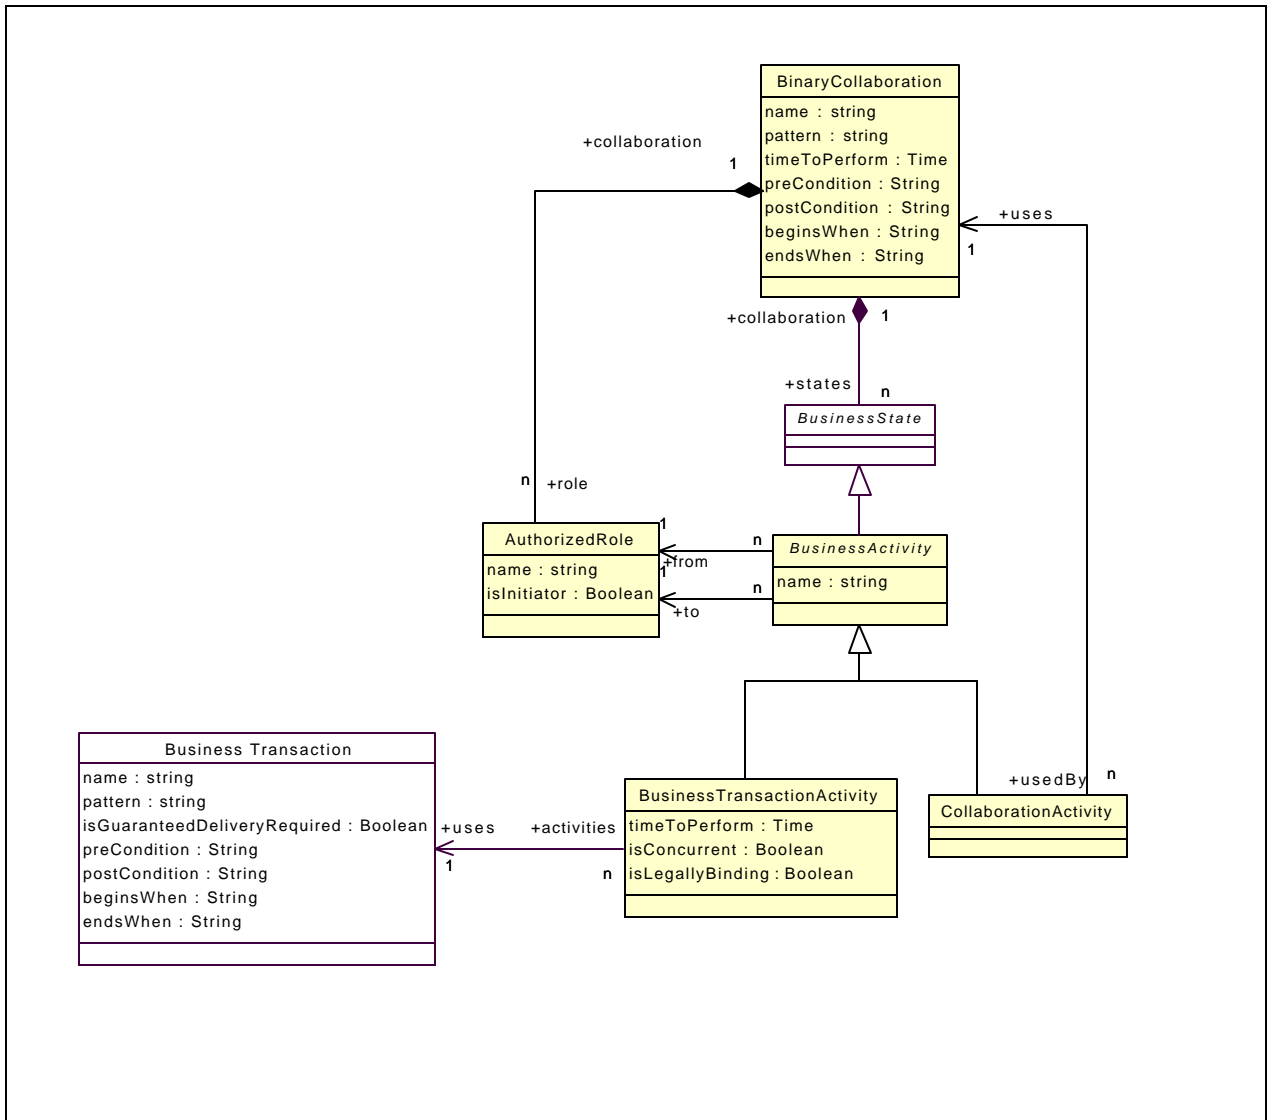 BinaryCollaboration
name : string
pattern : string
timeToPerform : Time
preCondition : String
postCondition : String
beginsWhen : String
endsWhen : String
+collaboration
1
+uses
1
+collaboration
1
+states
n
BusinessState
n
+role
AuthorizedRole
name : string
isInitiator : Boolean
1
n
+from
1
n
+to
BusinessActivity
name : string
Business Transaction
name : string
pattern : string
isGuaranteedDeliveryRequired : Boolean
preCondition : String
postCondition : String
beginsWhen : String
endsWhen : String
+uses
1
+activities
n
BusinessTransactionActivity
timeToPerform : Time
isConcurrent : Boolean
isLegallyBinding : Boolean
+usedBy
n
CollaborationActivity